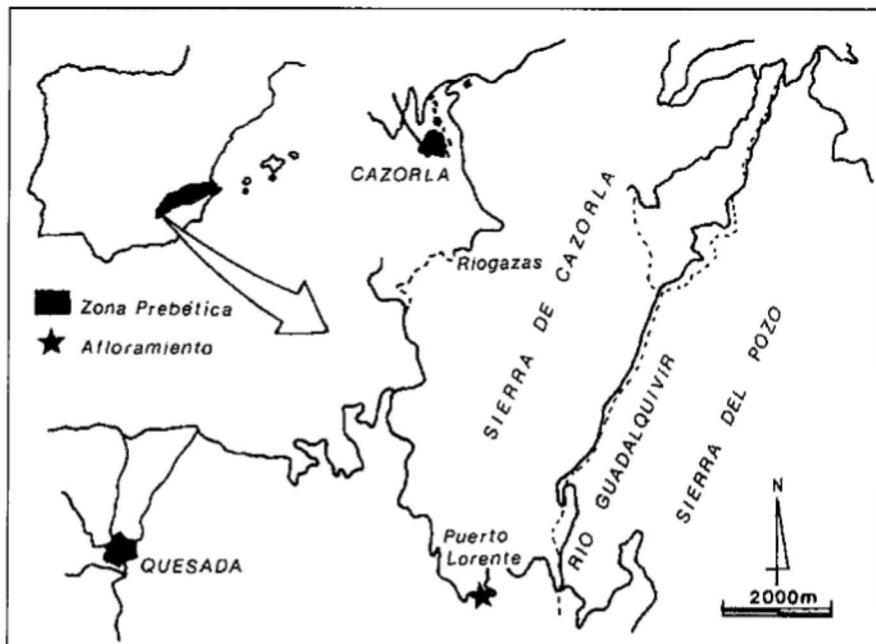 CAZORLA
Riogazas
Zona Prebética
Afloramiento
SIERRA DE CAZORLA
RIO GUADALQUIVIR
SIERRA DEL POZO
QUESADA
Puerto
Lorente
N
2000m